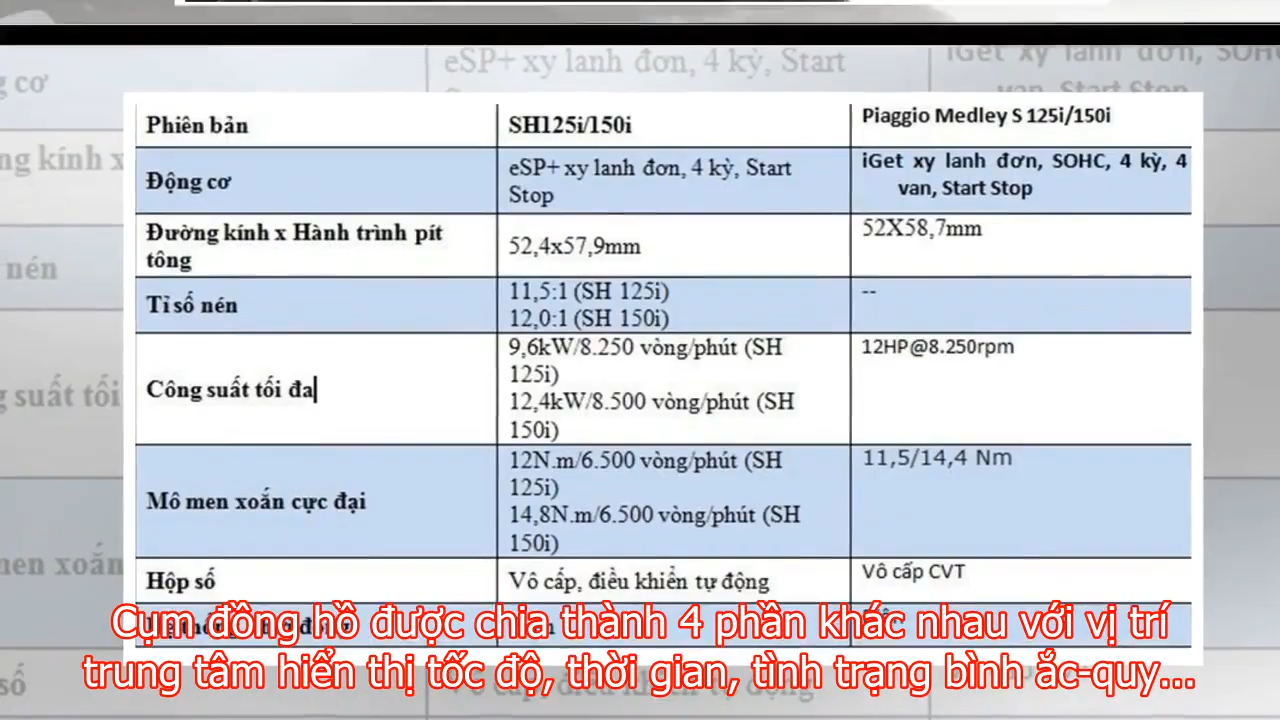 Phiên bản
SH125i/150i
Piaggio Medley S 125i/150i
Động cơ
eSP+ xy lanh đơn, 4 kỳ, Start
Stop
iGet xy lanh đơn, SOHC, 4 kỳ, 4
van, Start Stop
Đường kính x Hành trình pít
tông
52,4x57,9mm
52X58,7mm
Tỉ số nén
11,5:1 (SH 125i)
12,0:1 (SH 150i)
--
Công suất tối đa
9,6kW/8.250 vòng/phút (SH
125i)
12,4kW/8.500 vòng/phút (SH
150i)
12HP@8.250rpm
Mô men xoắn cực đại
12N.m/6.500 vòng/phút (SH
125i)
14,8N.m/6.500 vòng/phút (SH
150i)
11,5/14,4 Nm
Hộp số
Vô cấp, điều khiển tự động
Vô cấp CVT
Cụm đồng hồ được chia thành 4 phần khác nhau với vị trí
trung tâm hiển thị tốc độ, thời gian, tình trạng bình ắc-quy...